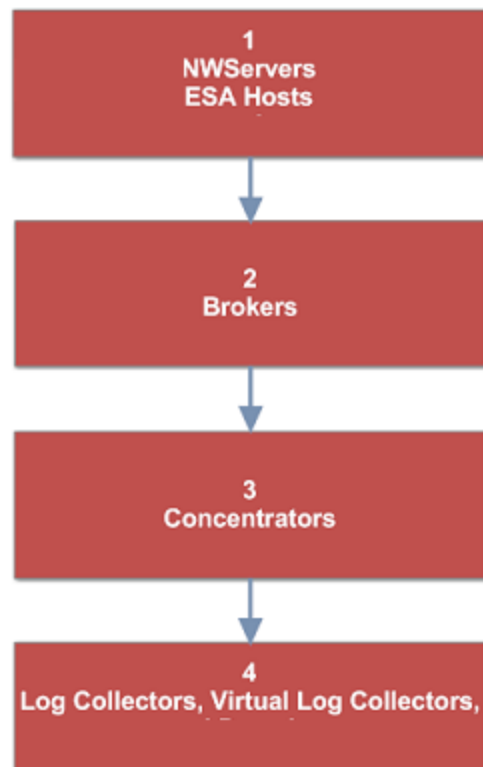 1
NWServers
ESA Hosts
2
Brokers
3
Concentrators
4
Log Collectors, Virtual Log Collectors,